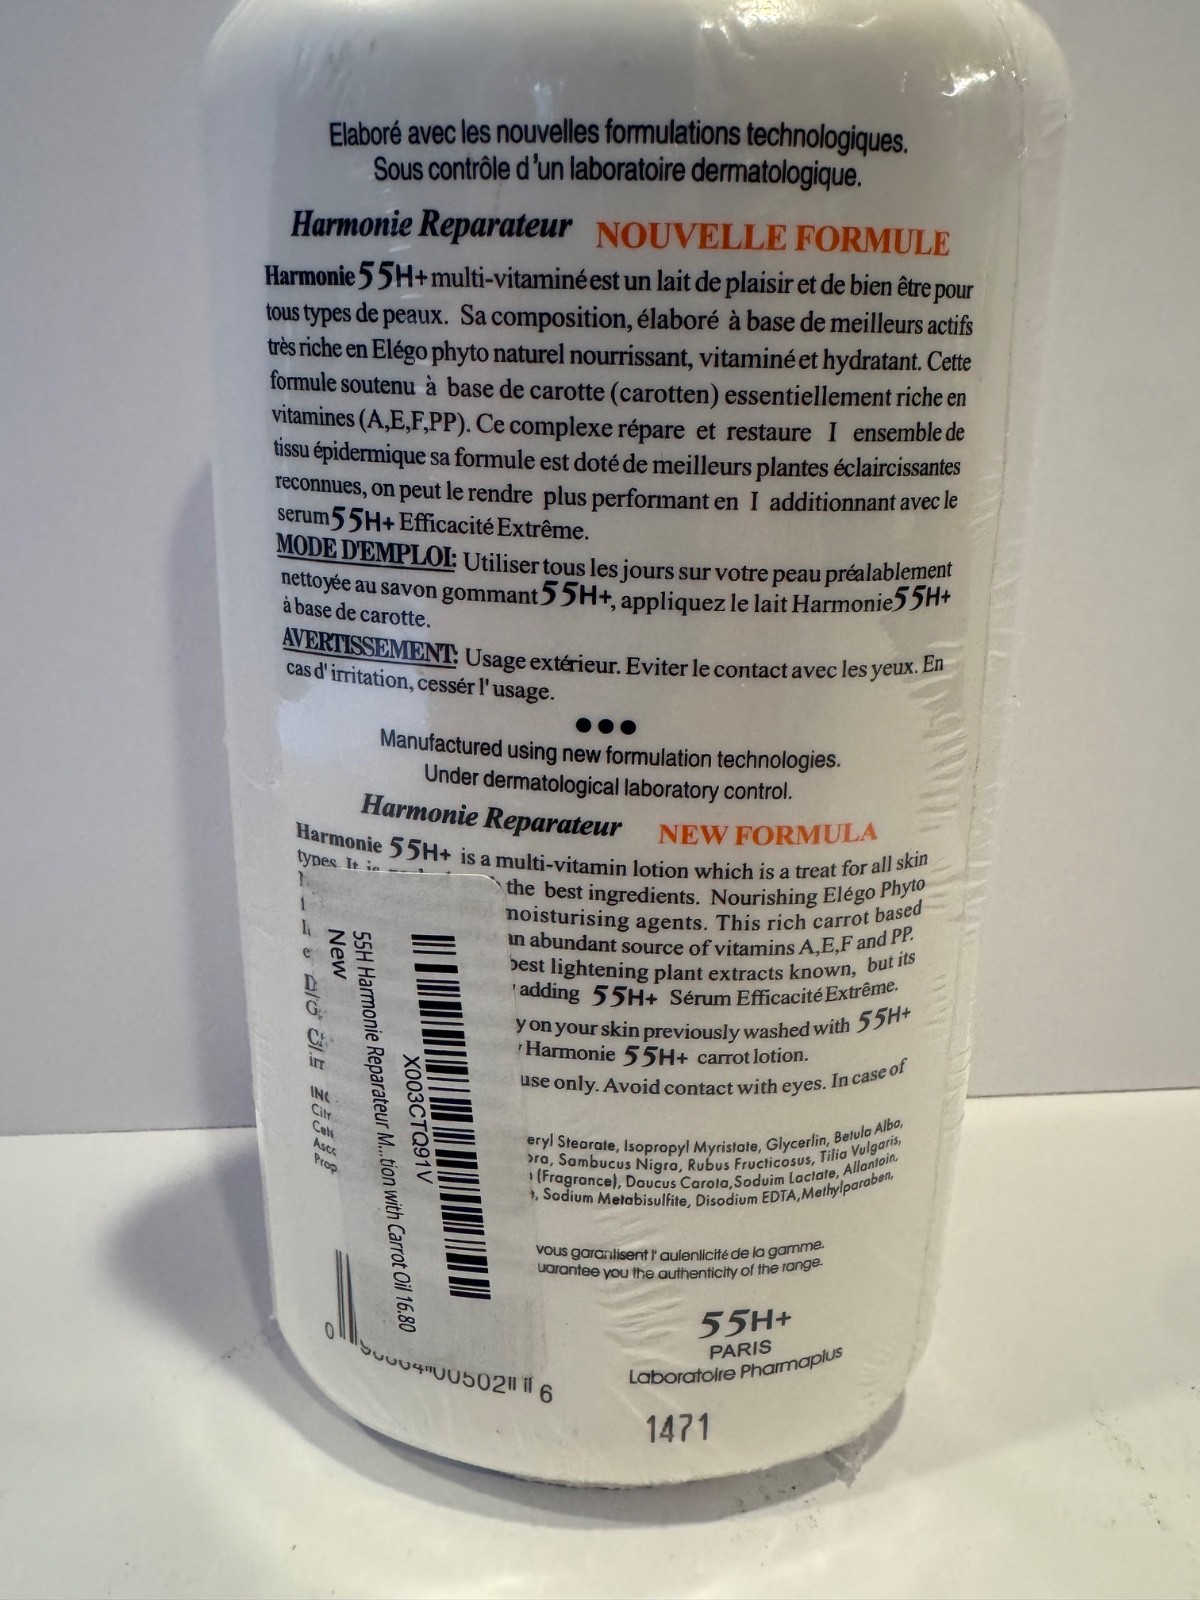 Elaboré avec les nouvelles formulations technologiques.
Sous contrôle d'un laboratoire dermatologique.
Harmonie Reparateur NOUVELLE FORMULE
Harmonie 55H+ multi-vitaminé est un lait de plaisir et de bien être pour
tous types de peaux. Sa composition, élaboré à base de meilleurs actifs
très riche en Elégo phyto naturel nourrissant, vitaminé et hydratant. Cette
formule soutenu à base de carotte (carotten) essentiellement riche en
vitamines (A,E,F,PP). Ce complexe répare et restaure I ensemble de
tissu épidermique sa formule est doté de meilleurs plantes éclaircissantes
reconnues, on peut le rendre plus performant en I additionnant avec le
serum 55H+ Efficacité Extrême.
MODE D'EMPLOI: Utiliser tous les jours sur votre peau préalablement
nettoyée au savon gommant 55H+, appliquez le lait Harmonie 55H+
à base de carotte.
AVERTISSEMENT: Usage extérieur. Eviter le contact avec les yeux. En
cas d' irritation, cessér l' usage.
●●●
Manufactured using new formulation technologies.
Under dermatological laboratory control.
Harmonie Reparateur NEW FORMULA
Harmonie 55H+ is a multi-vitamin lotion which is a treat for all skin
types. It is the best ingredients. Nourishing Elégo Phyto
moisturising agents. This rich carrot based
an abundant source of vitamins A,E,F and PP.
best lightening plant extracts known, but its
adding 55H+ Sérum Efficacité Extrême.
y on your skin previously washed with 55H+
Harmonie 55H+ carrot lotion.
use only. Avoid contact with eyes. In case of
eryl Stearate, Isopropyl Myristate, Glycerlin, Betula Alba,
Citr
ora, Sambucus Nigra, Rubus Fructicosus, Tilia Vulgaris,
(Fragrance), Daucus Carota, Soduim Lactate, Allantoin,
Ascc
, Sodium Metabisulfite, Disodium EDTA, Methylparaben,
Prop
vous garantisent l' autenticité de la gamme.
uarantee you the authenticity of the range.
55H+
PARIS
Laboratoire Pharmaplus
1471
X003CTQ91V
55H Harmonie Reparateur M...tion with Carrot Oil 16.80
New
0
00502
6